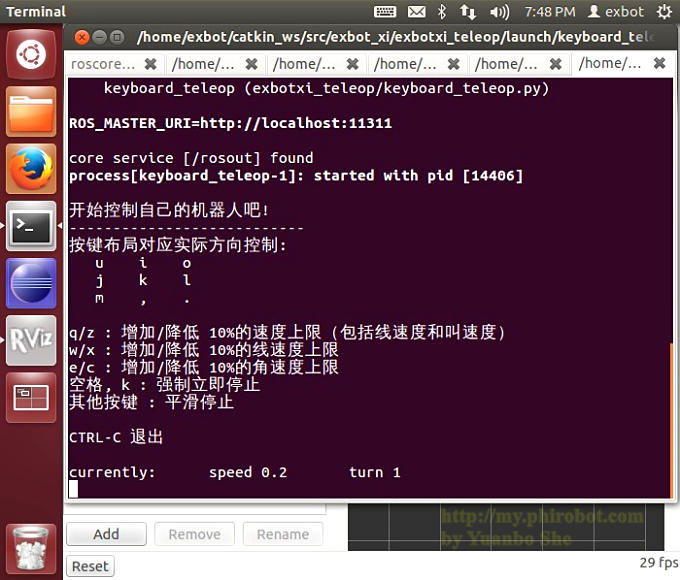 Terminal
7:48 PM
exbot
/home/exbot/catkin_ws/src/exbot_xi/exbotxi_teleop/launch/keyboard_tele
roscore...
/home/...
/home/...
/home/...
/home/...
/home/...
keyboard_teleop (exbotxi_teleop/keyboard_teleop.py)
ROS_MASTER_URI=http://localhost:11311
core service [/rosout] found
process[keyboard_teleop-1]: started with pid [14406]
开始控制自己的机器人吧!
---------------------------
按键布局对应实际方向控制:
u i o
j k l
m , .
q/z : 增加/降低 10%的速度上限 (包括线速度和叫速度)
w/x : 增加/降低 10%的线速度上限
e/c : 增加/降低 10%的角速度上限
空格, k : 强制立即停止
其他按键 : 平滑停止
CTRL-C 退出
currently: speed 0.2 turn 1
RViz
http://my.phirobot.com
by Yuanbo She
Add
Remove
Rename
Reset
29 fps